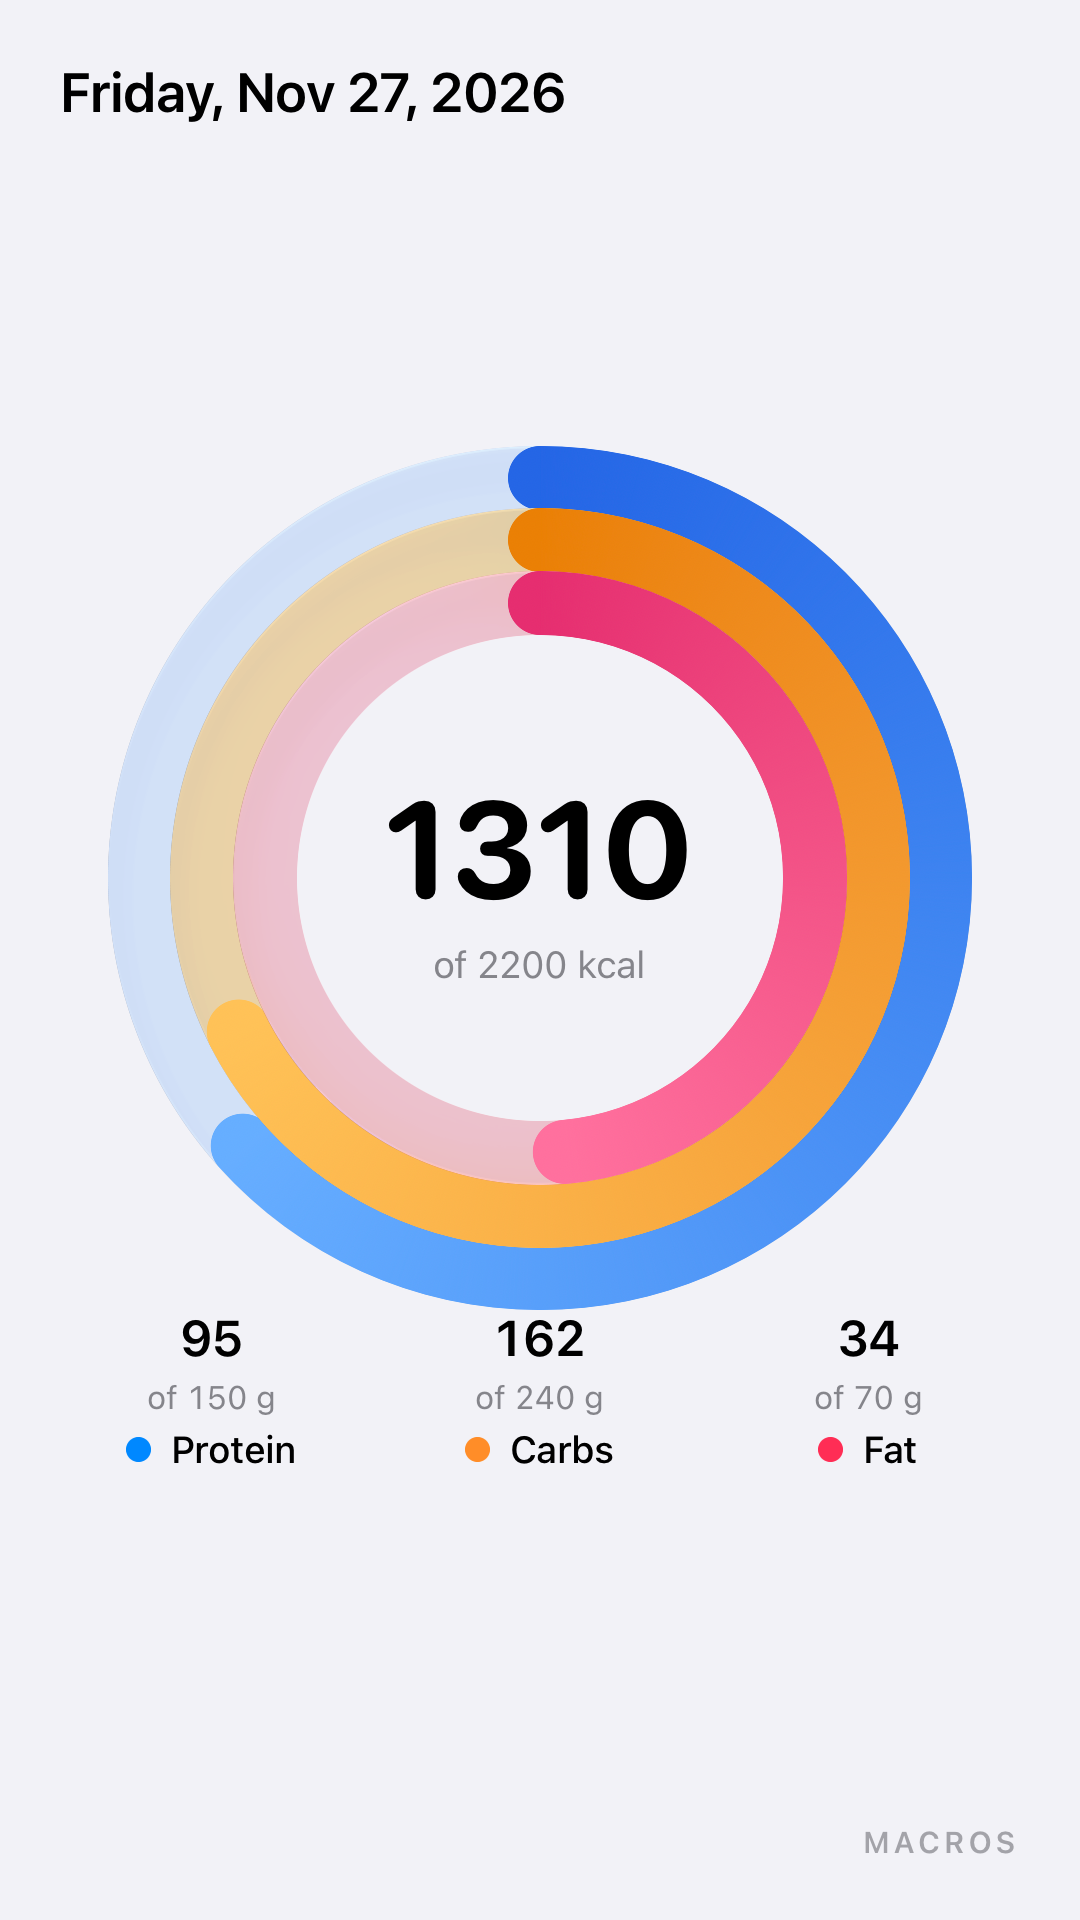 Friday, Nov 27, 2026
1310
of 2200 kcal
95
of 150 g
Protein
162
of 240 g
Carbs
34
of 70 g
Fat
MACROS